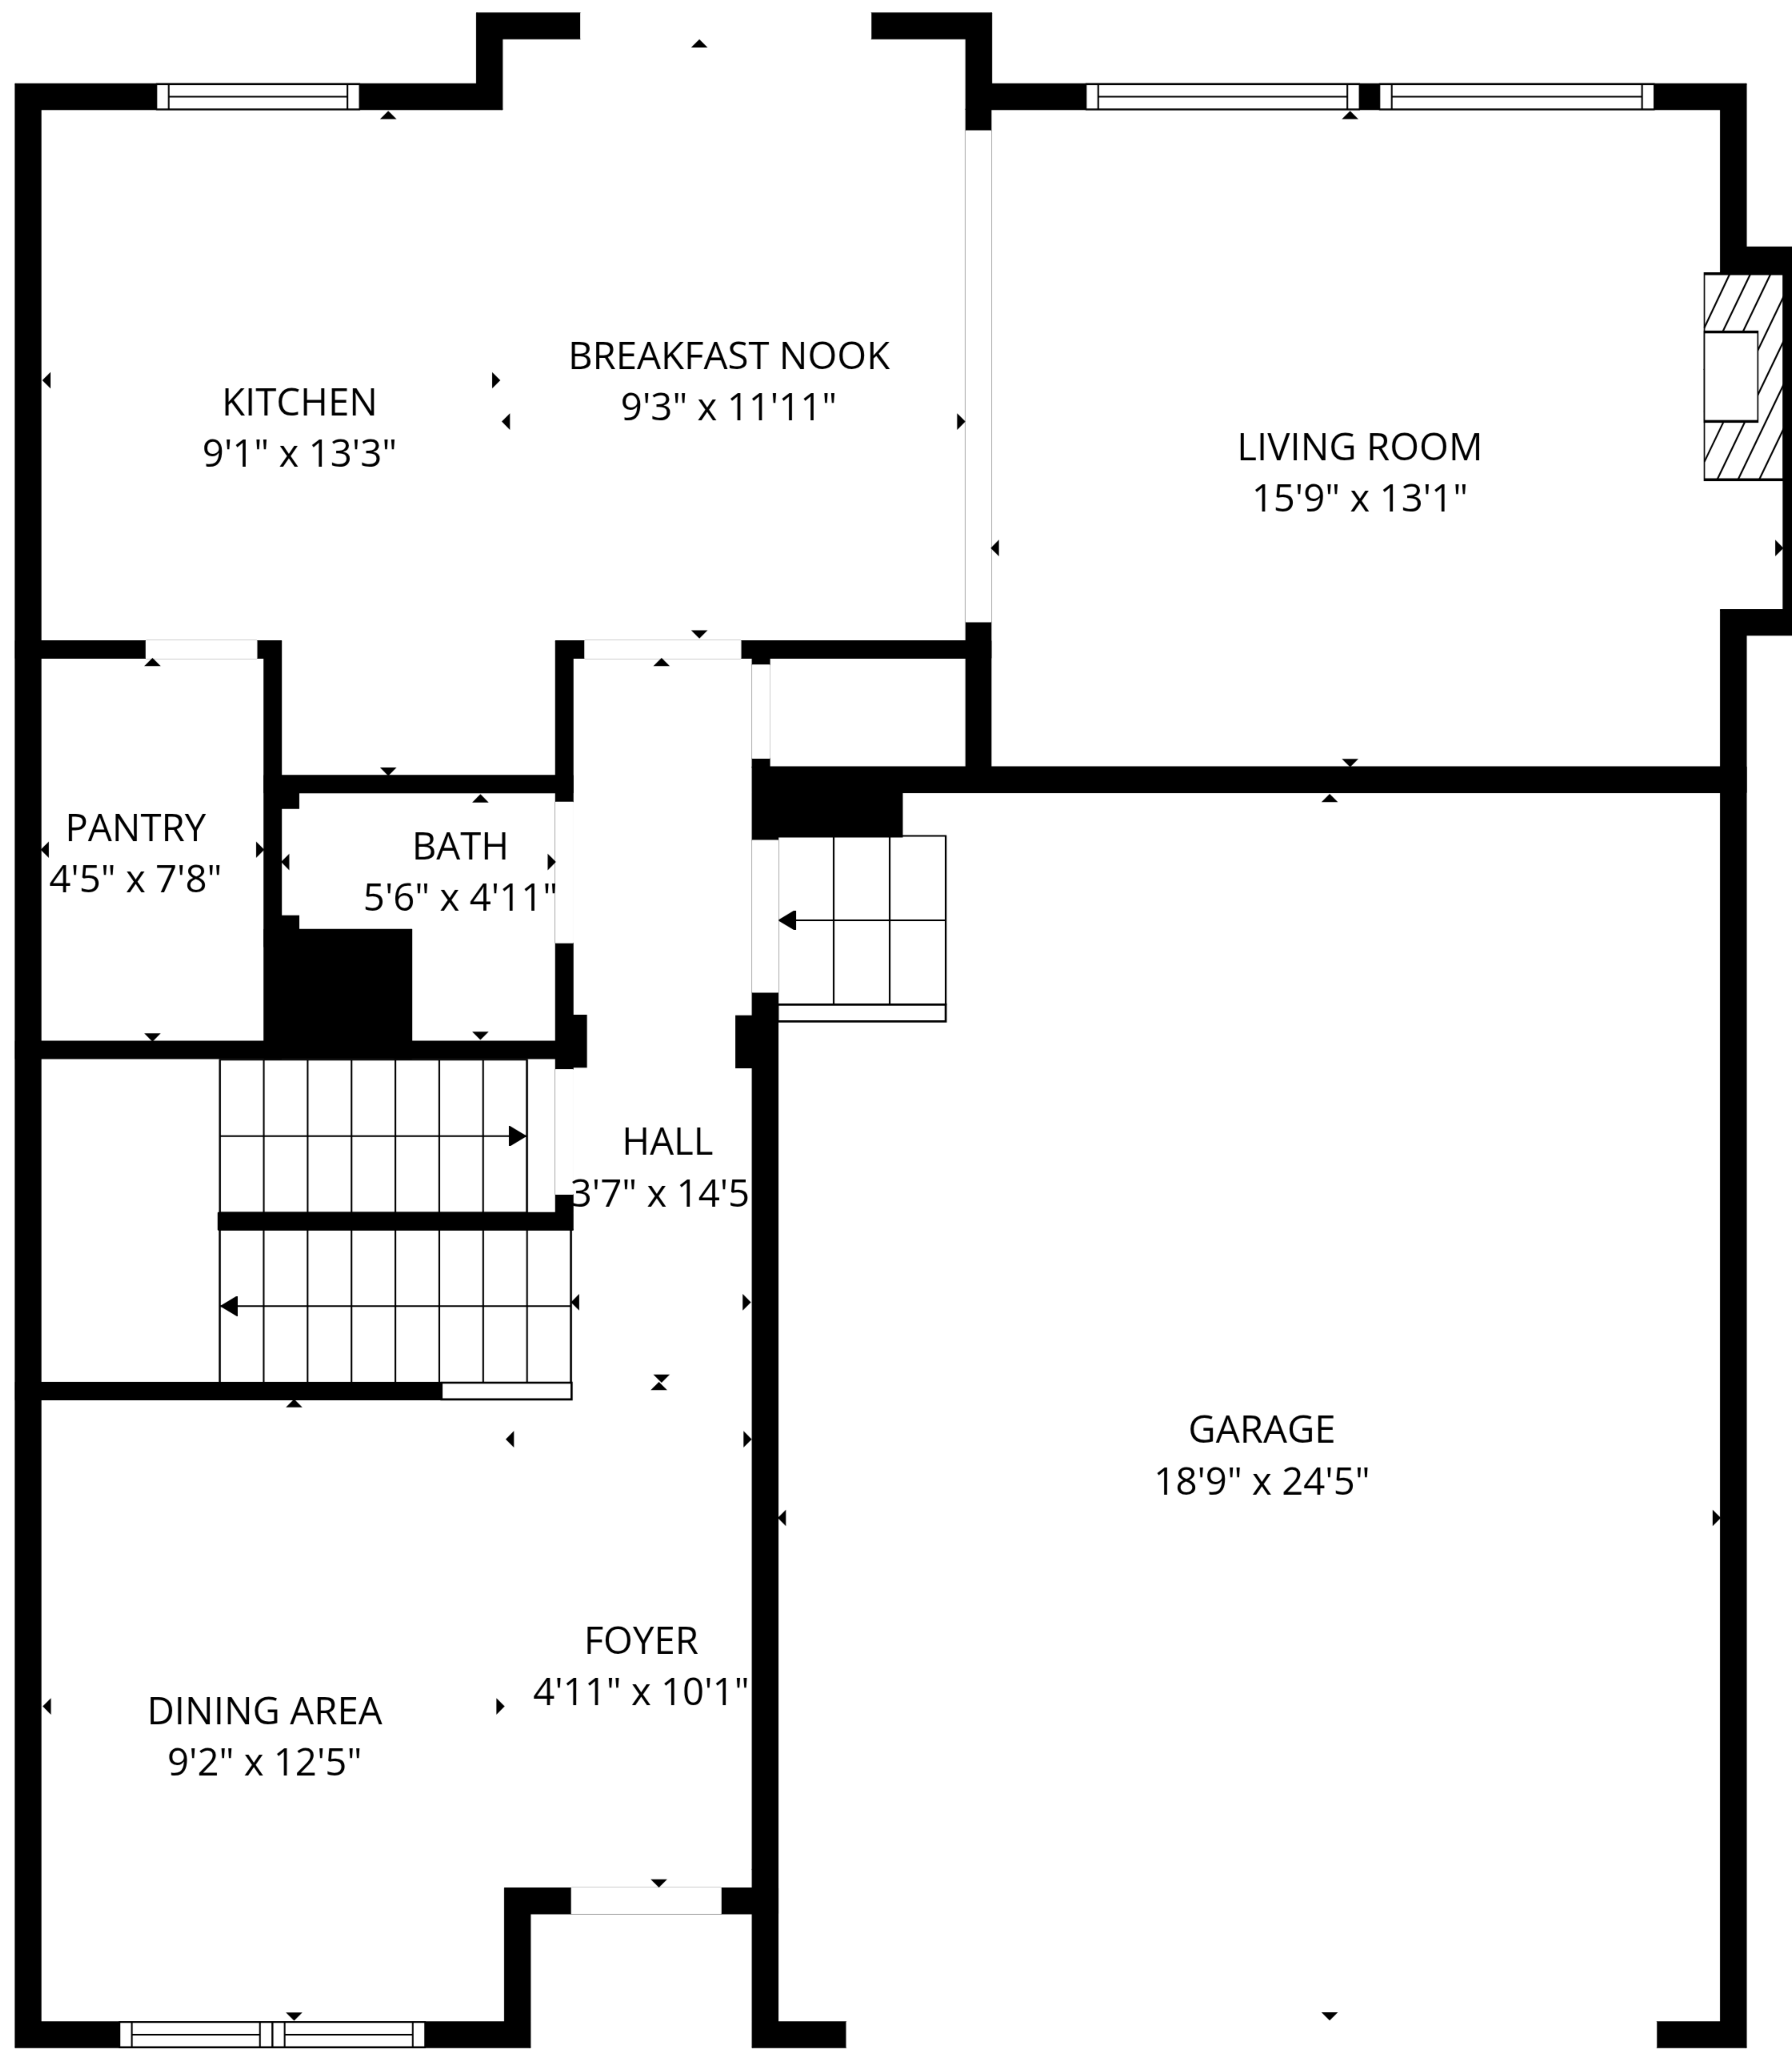 BREAKFAST NOOK
9'3" x 11'11"
KITCHEN
9'1" x 13'3"
LIVING ROOM
15'9" x 13'1"
PANTRY
4'5" x 7'8"
BATH
5'6" x 4'11"
HALL
3'7" x 14'5
GARAGE
18'9" x 24'5"
FOYER
4'11" x 10'1"
DINING AREA
9'2" x 12'5"